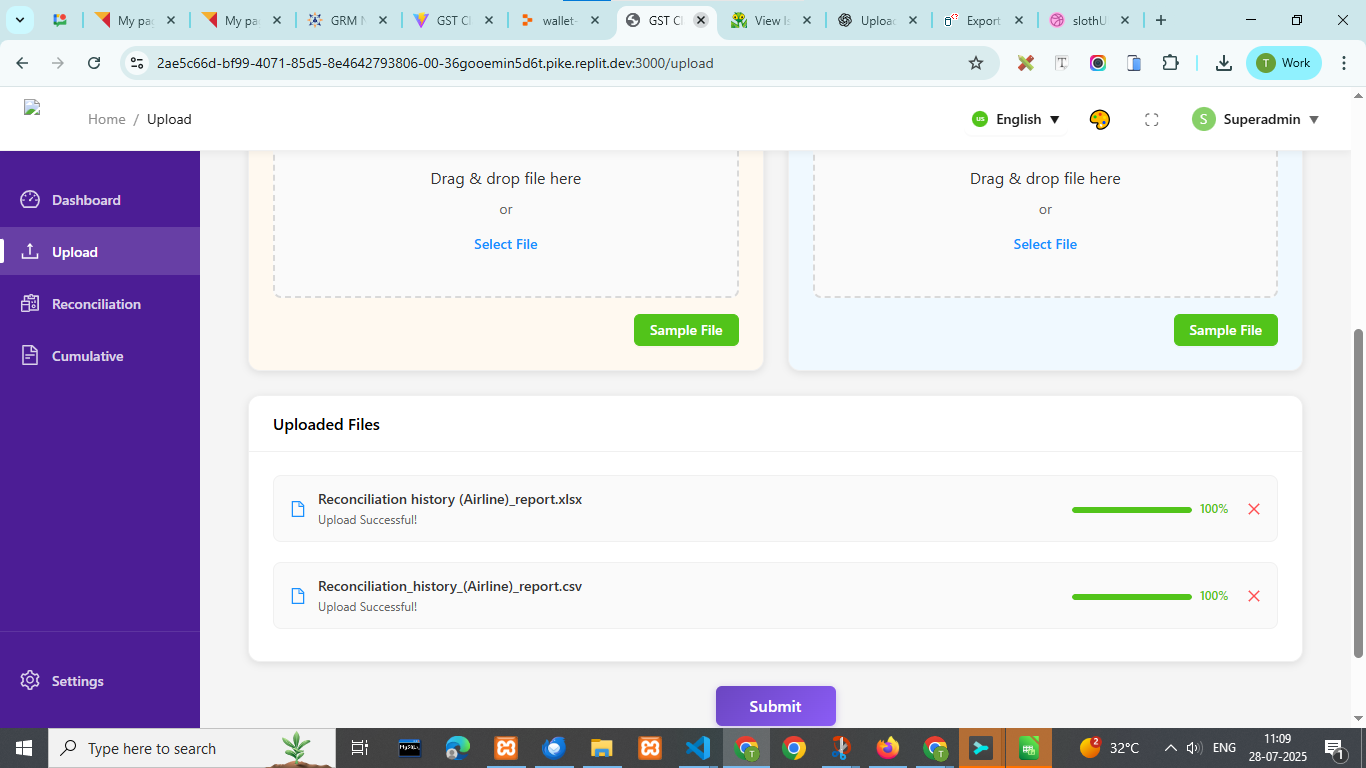 My pa
My pa
GRM
GST C
wallet-
GST C
View Is
Upload
Export
slothU
2ae5c66d-bf99-4071-85d5-8e4642793806-00-36gooemin5d6t.pike.replit.dev:3000/upload
T
Work
Home / Upload
us
English ▼
S
Superadmin ▼
Dashboard
Upload
Reconciliation
Cumulative
Settings
Drag & drop file here
or
Select File
Sample File
Drag & drop file here
or
Select File
Sample File
Uploaded Files
Reconciliation history (Airline)_report.xlsx
Upload Successful!
100%
Reconciliation_history_(Airline)_report.csv
Upload Successful!
100%
Submit
Type here to search
MySQL
2
32°C
ENG
11:09
28-07-2025
1